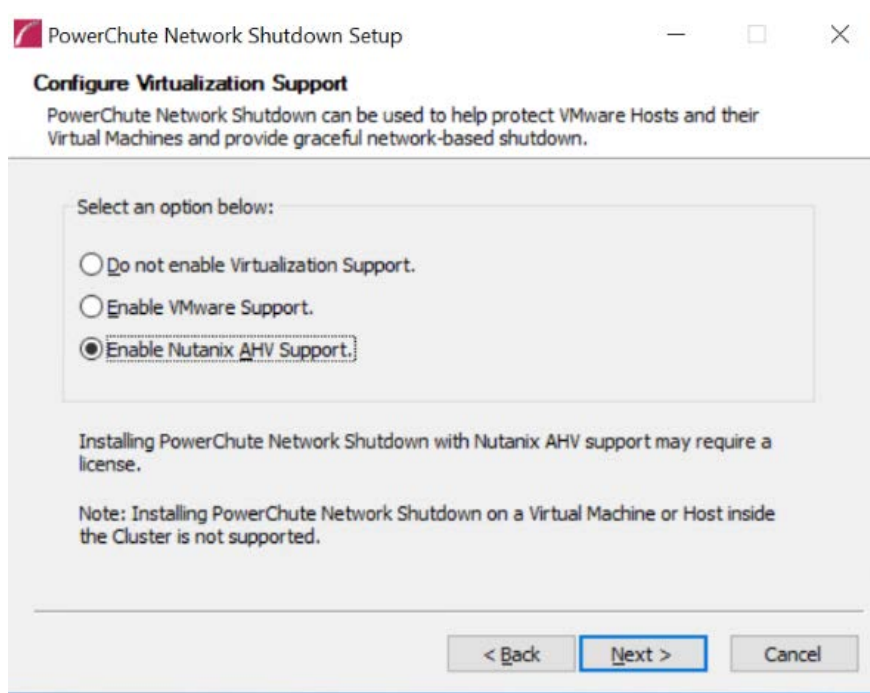 PowerChute Network Shutdown Setup
Configure Virtualization Support
PowerChute Network Shutdown can be used to help protect VMware Hosts and their
Virtual Machines and provide graceful network-based shutdown.
Select an option below:
Do not enable Virtualization Support.
Enable VMware Support.
Enable Nutanix AHV Support.
Installing PowerChute Network Shutdown with Nutanix AHV support may require a
license.
Note: Installing PowerChute Network Shutdown on a Virtual Machine or Host inside
the Cluster is not supported.
< Back Next > Cancel